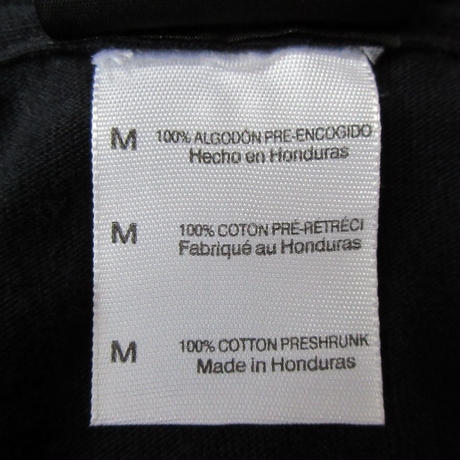 M 100% ALGODÓN PRE-ENCOGIDO
Hecho en Honduras
M 100% COTON PRÉ-RÉTRÉCI
Fabriqué au Honduras
M 100% COTTON PRESHRUNK
Made in Honduras